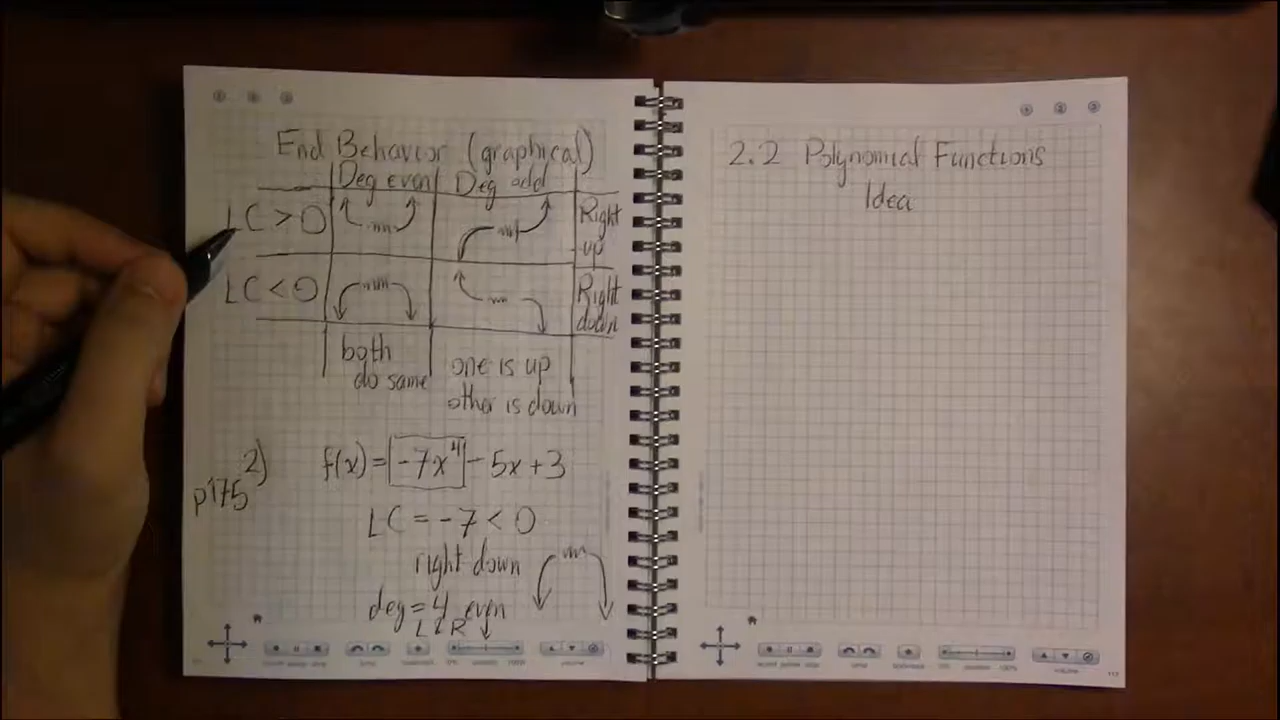 End Behavior (graphical)
Deg even Deg odd
LC > 0 Right up
LC < 0 Right down
both do same
one is up other is down
p175 2) f(x) = -7x⁴ - 5x + 3
LC = -7 < 0
right down
deg = 4 even
L & R ↓
2.2 Polynomial Functions
Idea